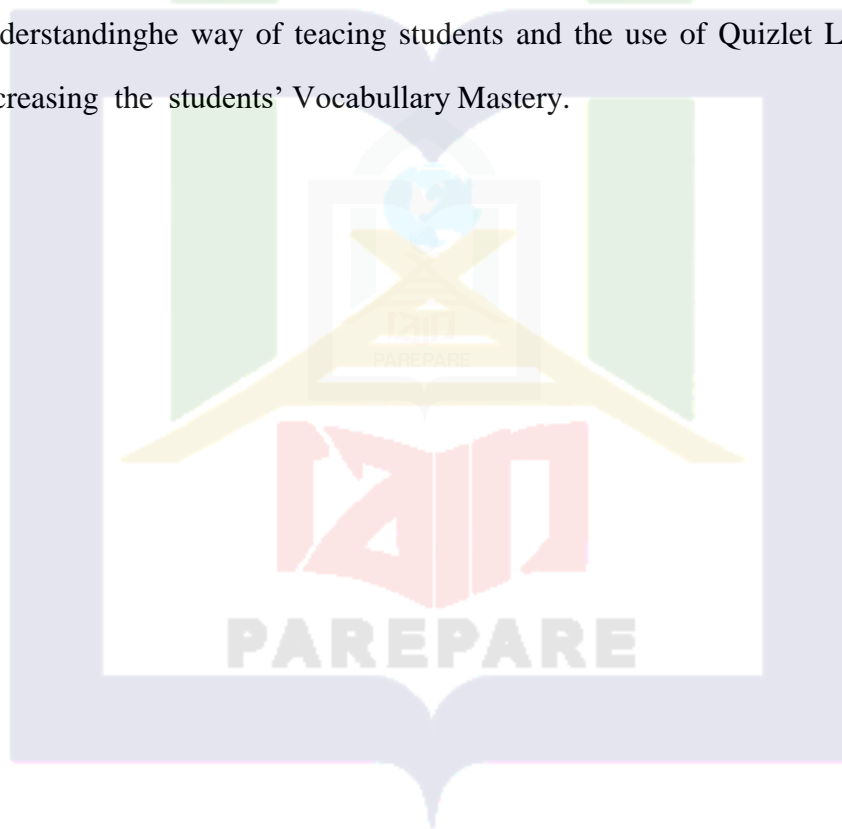 derstandinghe way of teacing students and the use of Quizlet L
creasing the students’ Vocabullary Mastery.
PAREPARE
PAREPARE